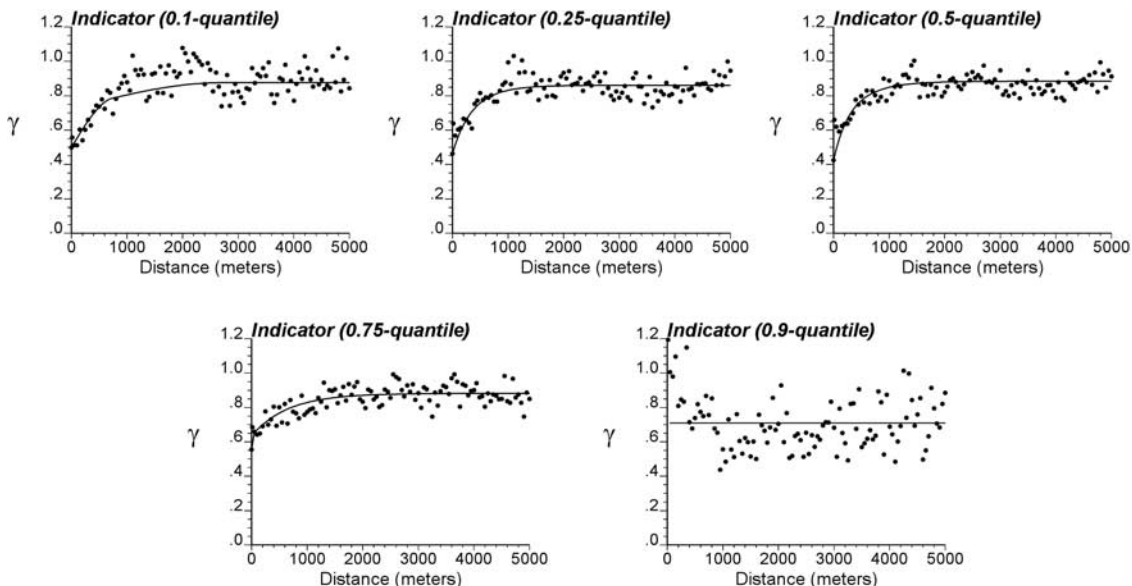 Indicator (0.1-quantile)
1.2
1.0
.8
.6
.4
.2
.0
γ
0 1000 2000 3000 4000 5000
Distance (meters)
Indicator (0.25-quantile)
1.2
1.0
.8
.6
.4
.2
.0
γ
0 1000 2000 3000 4000 5000
Distance (meters)
Indicator (0.5-quantile)
1.2
1.0
.8
.6
.4
.2
.0
γ
0 1000 2000 3000 4000 5000
Distance (meters)
Indicator (0.75-quantile)
1.2
1.0
.8
.6
.4
.2
.0
γ
0 1000 2000 3000 4000 5000
Distance (meters)
Indicator (0.9-quantile)
1.2
1.0
.8
.6
.4
.2
.0
γ
0 1000 2000 3000 4000 5000
Distance (meters)